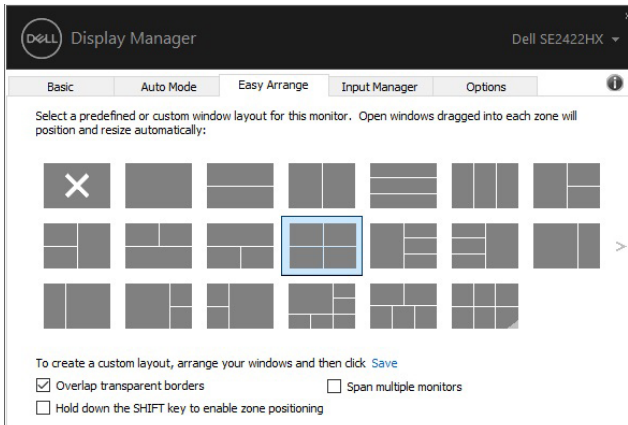 DELL Display Manager Dell SE2422HX
Basic Auto Mode Easy Arrange Input Manager Options
Select a predefined or custom window layout for this monitor. Open windows dragged into each zone will
position and resize automatically:
To create a custom layout, arrange your windows and then click Save
Overlap transparent borders Span multiple monitors
Hold down the SHIFT key to enable zone positioning